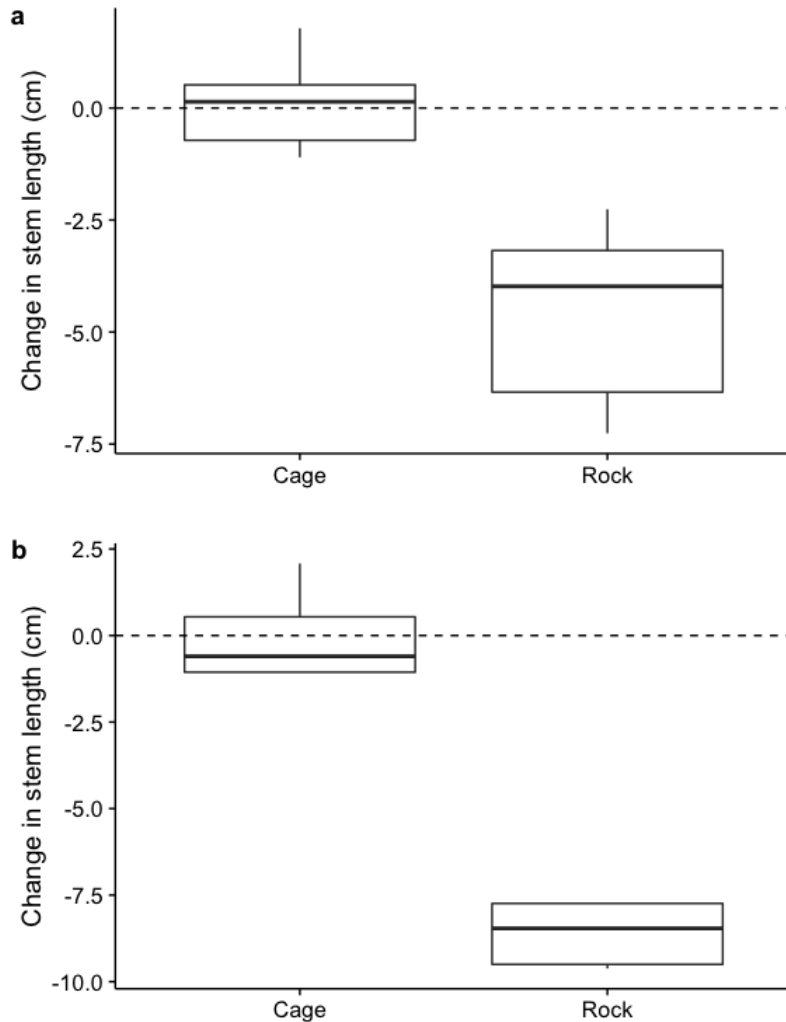 a
Change in stem length (cm)
0.0
-2.5
-5.0
-7.5
Cage Rock
b
Change in stem length (cm)
2.5
0.0
-2.5
-5.0
-7.5
-10.0
Cage Rock